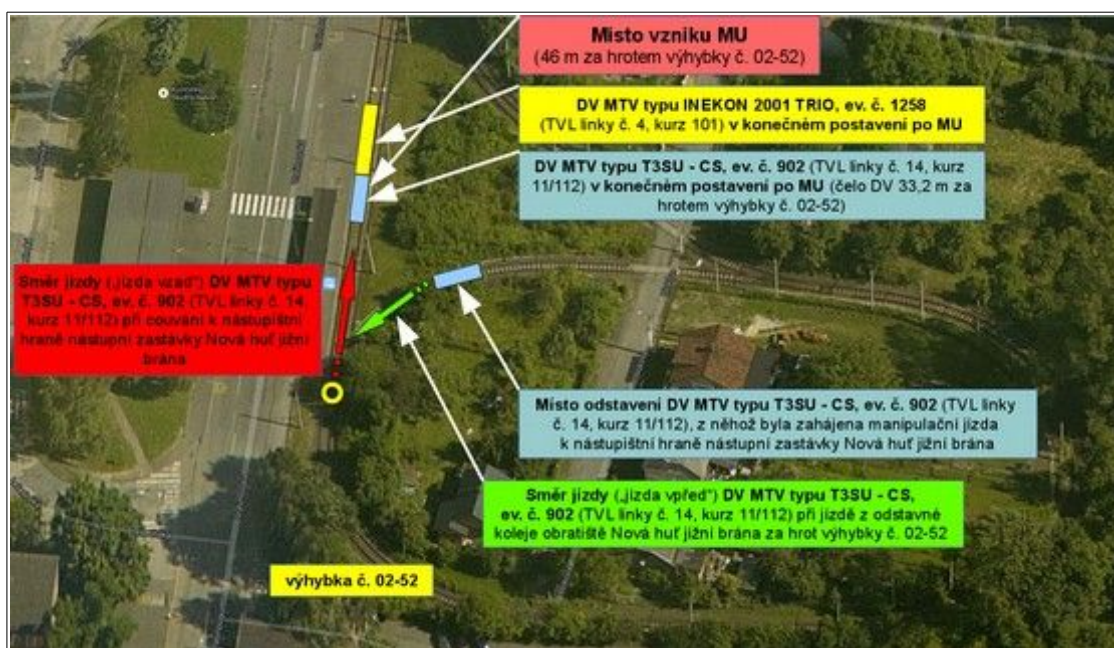 Místo vzniku MU
(46 m za hrotem výhybky č. 02-52)
DV MTV typu INEKON 2001 TRIO, ev. č. 1258
(TVL linky č. 4, kurz 101) v konečném postavení po MU
DV MTV typu T3SU - CS, ev. č. 902 (TVL linky č. 14, kurz
11/112) v konečném postavení po MU (čelo DV 33,2 m za
hrotem výhybky č. 02-52)
Směr jízdy („jízda vzad") DV MTV typu
T3SU - CS, ev. č. 902 (TVL linky č. 14,
kurz 11/112) při couvání k nástupištní
hraně nástupní zastávky Nová huť jižní
brána
Místo odstavení DV MTV typu T3SU - CS, ev. č. 902 (TVL linky
č. 14, kurz 11/112), z něhož byla zahájena manipulační jízda
k nástupištní hraně nástupní zastávky Nová huť jižní brána
Směr jízdy („jízda vpřed") DV MTV typu T3SU - CS,
ev. č. 902 (TVL linky č. 14, kurz 11/112) při jízdě z odstavné
koleje obratiště Nová huť jižní brána za hrot výhybky č. 02-52
výhybka č. 02-52